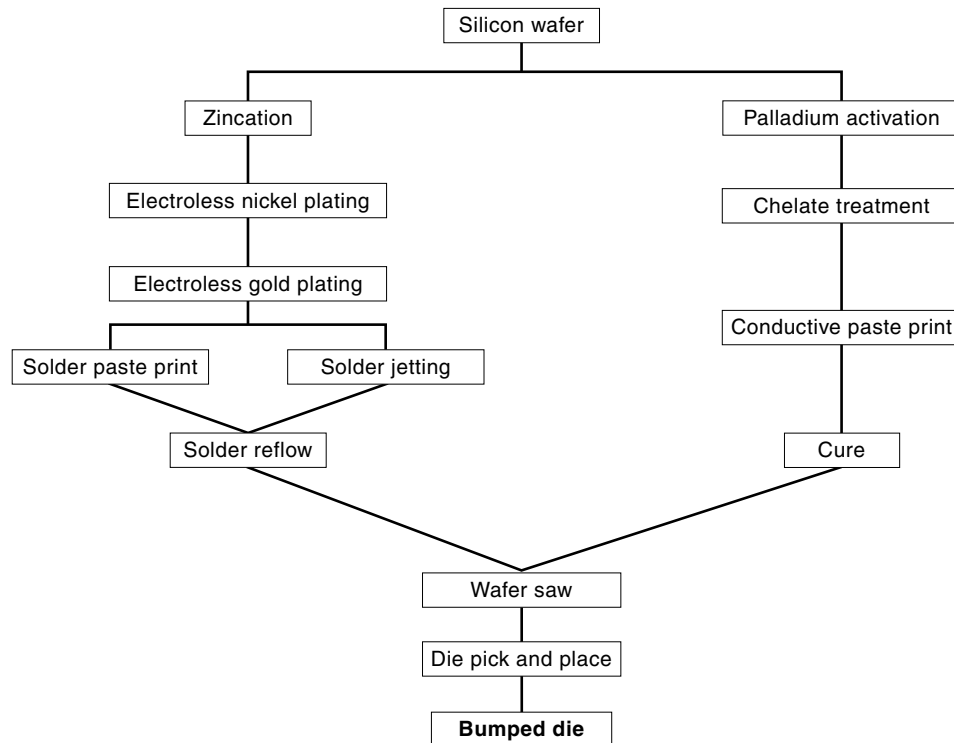 Silicon wafer
Zincation
Palladium activation
Electroless nickel plating
Chelate treatment
Electroless gold plating
Conductive paste print
Solder paste print
Solder jetting
Solder reflow
Cure
Wafer saw
Die pick and place
Bumped die